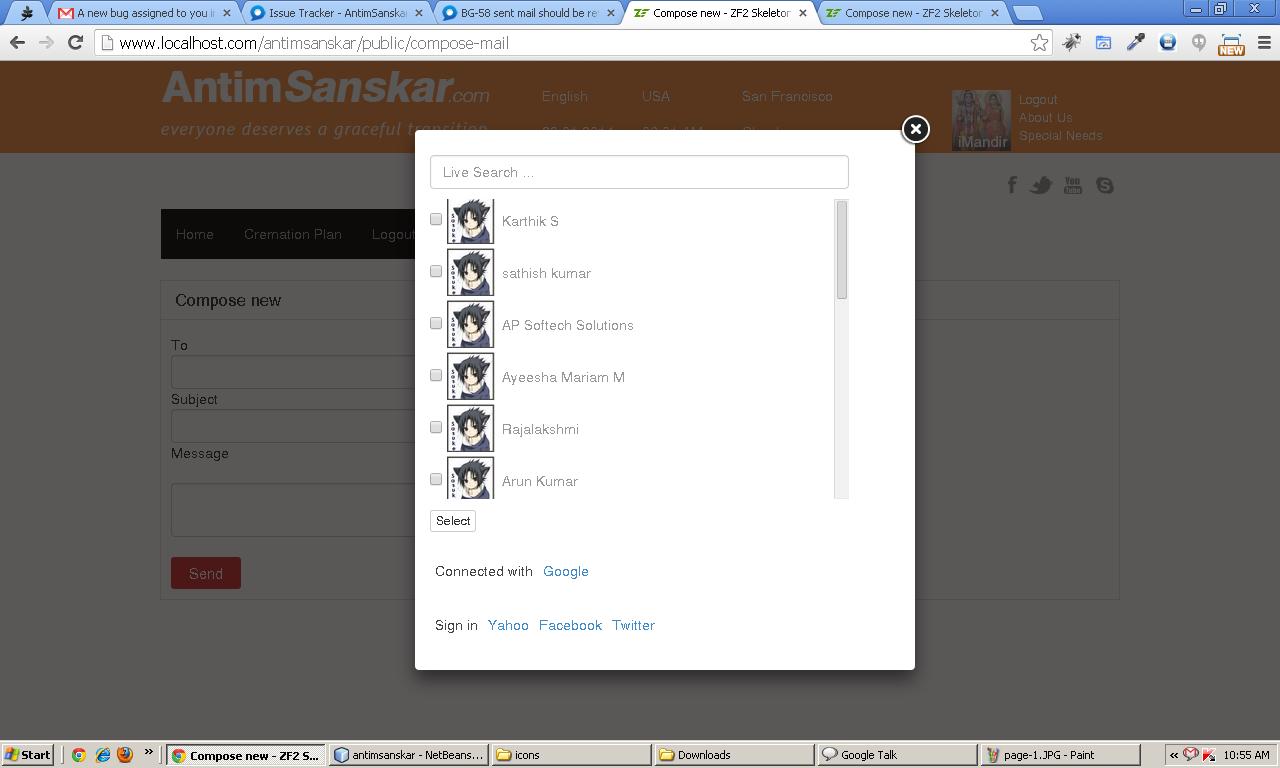 A new bug assigned to you i
Issue Tracker - AntimSanskar
BG-58 sent mail should be re
Compose new - ZF2 Skeleton
Compose new - ZF2 Skeleton
www.localhost.com/antimsanskar/public/compose-mail
NEW
AntimSanskar.com
English USA San Francisco
everyone deserves a graceful transition
iMandir
Logout
About Us
Special Needs
You
Tube
Home Cremation Plan Logout
Compose new
To
Subject
Message
Send
Live Search ...
Karthik S
sathish kumar
AP Softech Solutions
Ayeesha Mariam M
Rajalakshmi
Arun Kumar
Select
Connected with Google
Sign in Yahoo Facebook Twitter
Start
»
Compose new - ZF2 S...
antimsanskar - NetBeans...
icons
Downloads
Google Talk
page-1.JPG - Paint
«
10:55 AM